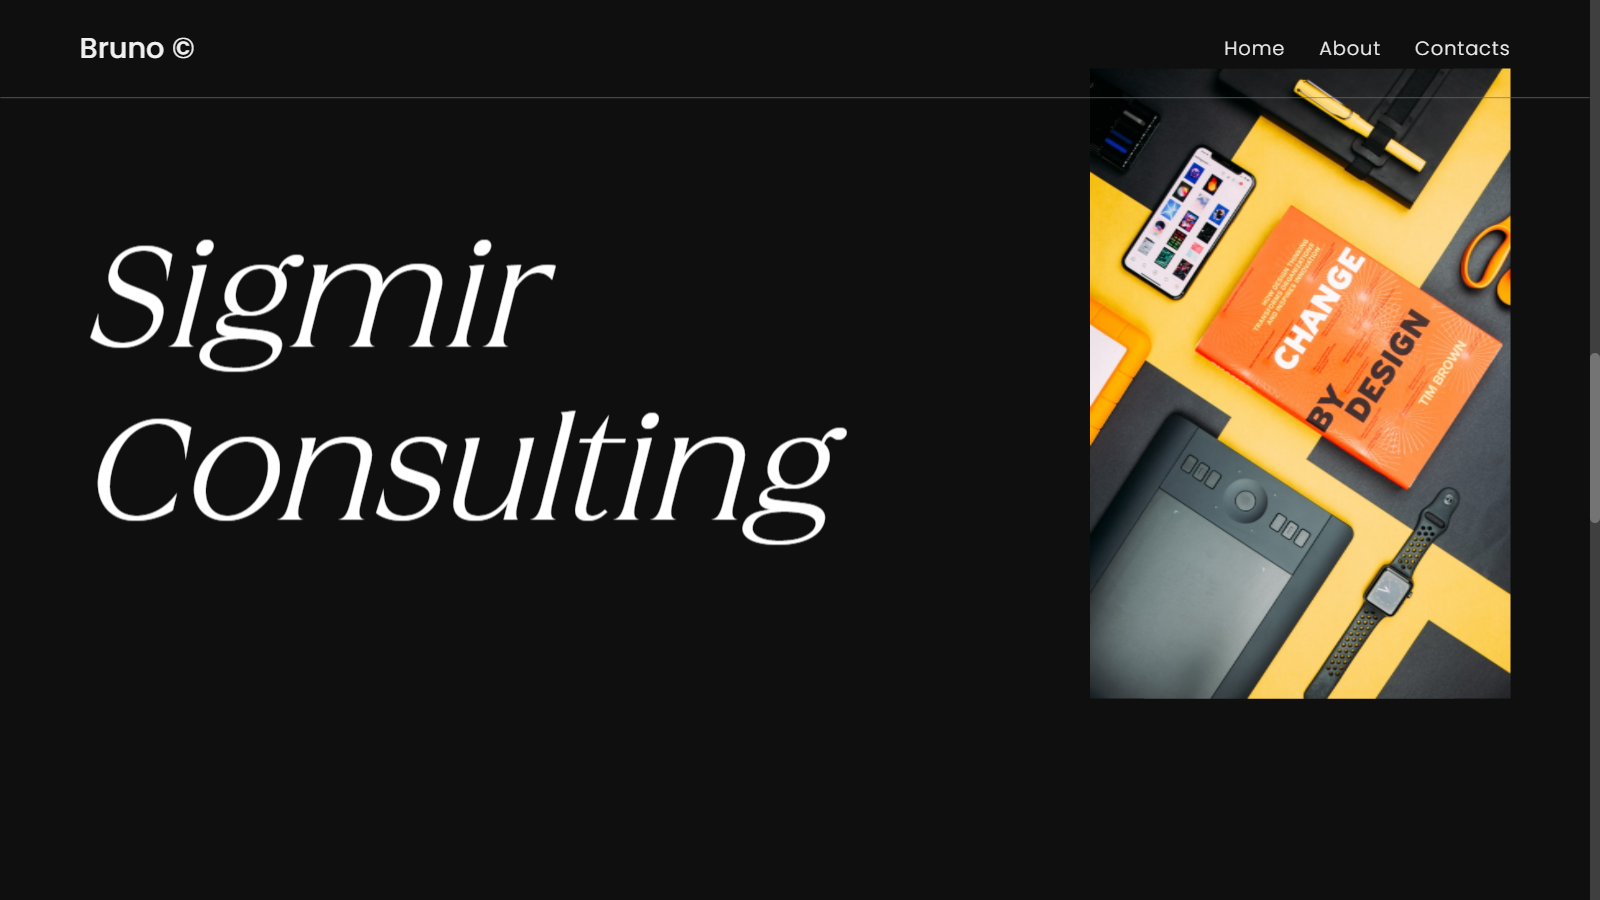 Bruno ©
Home About Contacts
Sigmir
Consulting
HOW DESIGN THINKING
TRANSFORMS ORGANIZATIONS
AND INSPIRES INNOVATION
CHANGE
BY
DESIGN
TIM BROWN